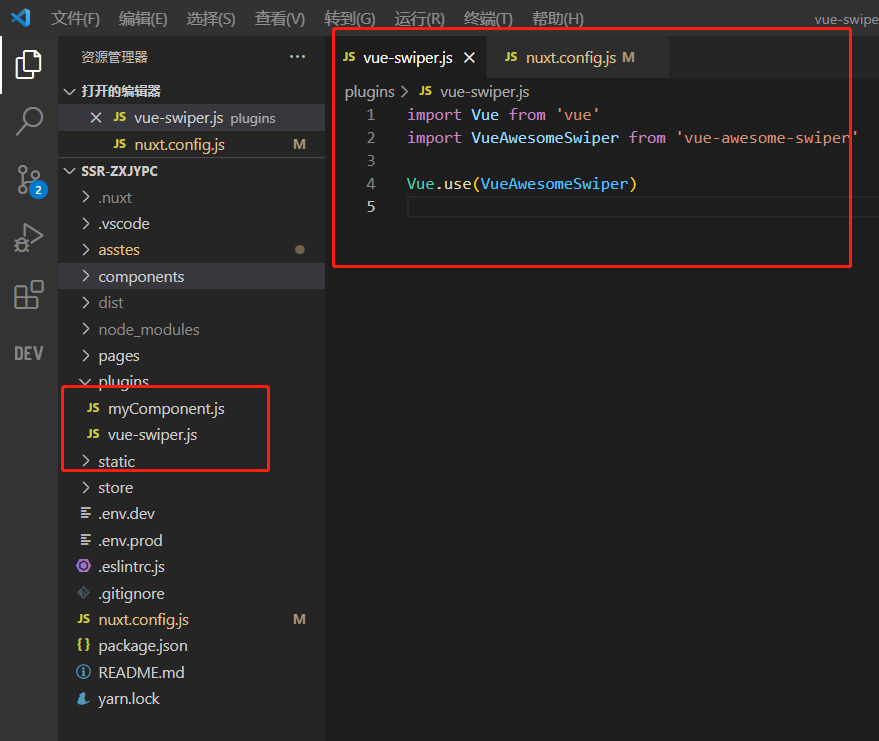 文件(F) 编辑(E) 选择(S) 查看(V) 转到(G) 运行(R) 终端(T) 帮助(H) vue-swipe
资源管理器 ···
打开的编辑器
JS vue-swiper.js plugins
JS nuxt.config.js M
SSR-ZXJYPC
.nuxt
.vscode
asstes
components
dist
node_modules
pages
plugins
JS myComponent.js
JS vue-swiper.js
static
store
.env.dev
.env.prod
.eslintrc.js
.gitignore
JS nuxt.config.js M
{} package.json
README.md
yarn.lock
2
DEV
JS vue-swiper.js JS nuxt.config.js M
plugins > JS vue-swiper.js
1 import Vue from 'vue'
2 import VueAwesomeSwiper from 'vue-awesome-swiper'
3
4 Vue.use(VueAwesomeSwiper)
5